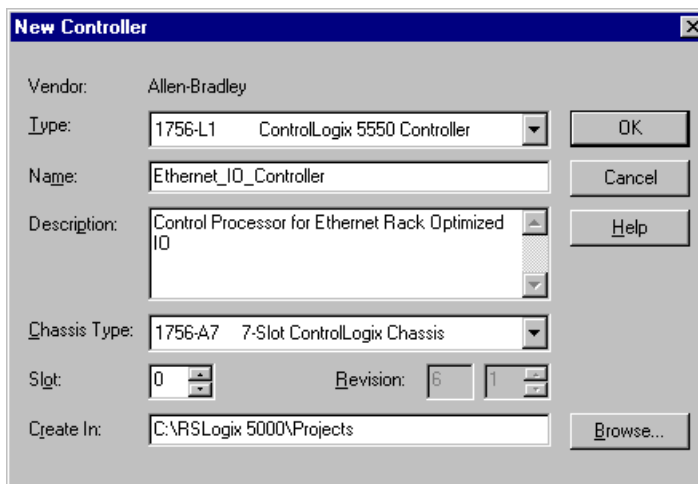 New Controller
Vendor: Allen-Bradley
Type: 1756-L1 ControlLogix 5550 Controller
OK
Name: Ethernet_IO_Controller
Cancel
Description: Control Processor for Ethernet Rack Optimized
IO
Help
Chassis Type: 1756-A7 7-Slot ControlLogix Chassis
Slot: 0 Revision: 6 1
Create In: C:\RSLogix 5000\Projects
Browse...